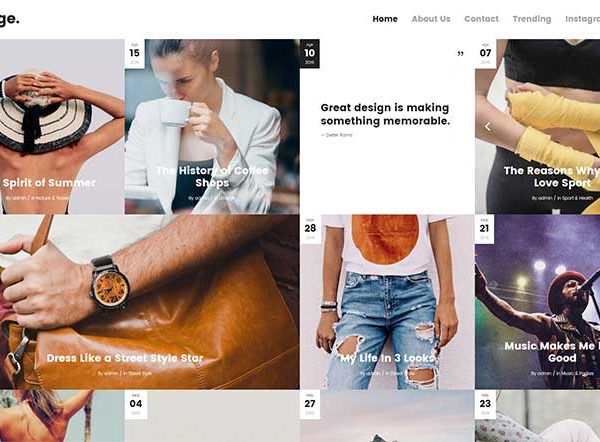 ge.
Home About Us Contact Trending Instagra
15
10
07
”
Great design is making
something memorable.
— Dieter Rams
Spirit of Summer
The History of Coffee
Shops
The Reasons Why
Love Sport
By admin / in Nature & Travel
By admin / in Lifestyle
By admin / in Sport & Health
28
21
Dress Like a Street Style Star
By admin / in Street Style
My Life In 3 Looks
By admin / in Street Style
Music Makes Me
Good
By admin / in Music & Parties
04
27
23